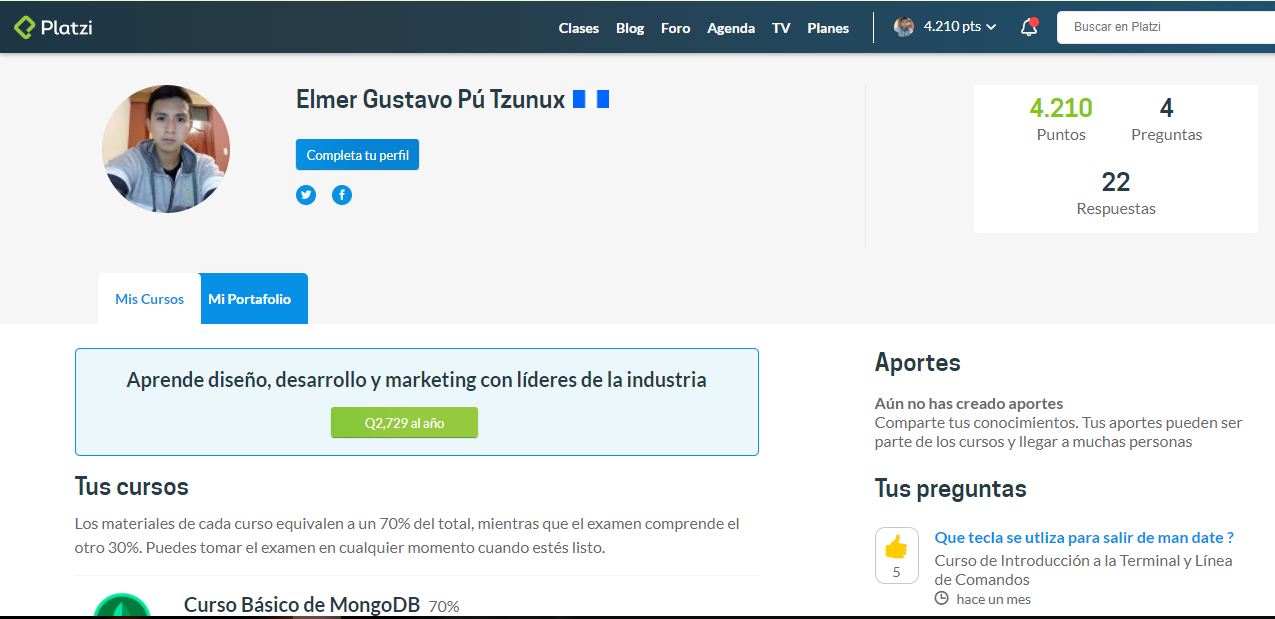 Platzi
Clases Blog Foro Agenda TV Planes
4.210 pts
Buscar en Platzi
Elmer Gustavo Pú Tzunux
Completa tu perfil
4.210
Puntos
4
Preguntas
22
Respuestas
Mis Cursos
Mi Portafolio
Aprende diseño, desarrollo y marketing con líderes de la industria
Q2,729 al año
Tus cursos
Los materiales de cada curso equivalen a un 70% del total, mientras que el examen comprende el
otro 30%. Puedes tomar el examen en cualquier momento cuando estés listo.
Curso Básico de MongoDB 70%
Aportes
Aún no has creado aportes
Comparte tus conocimientos. Tus aportes pueden ser
parte de los cursos y llegar a muchas personas
Tus preguntas
5
Que tecla se utliza para salir de man date ?
Curso de Introducción a la Terminal y Línea
de Comandos
hace un mes